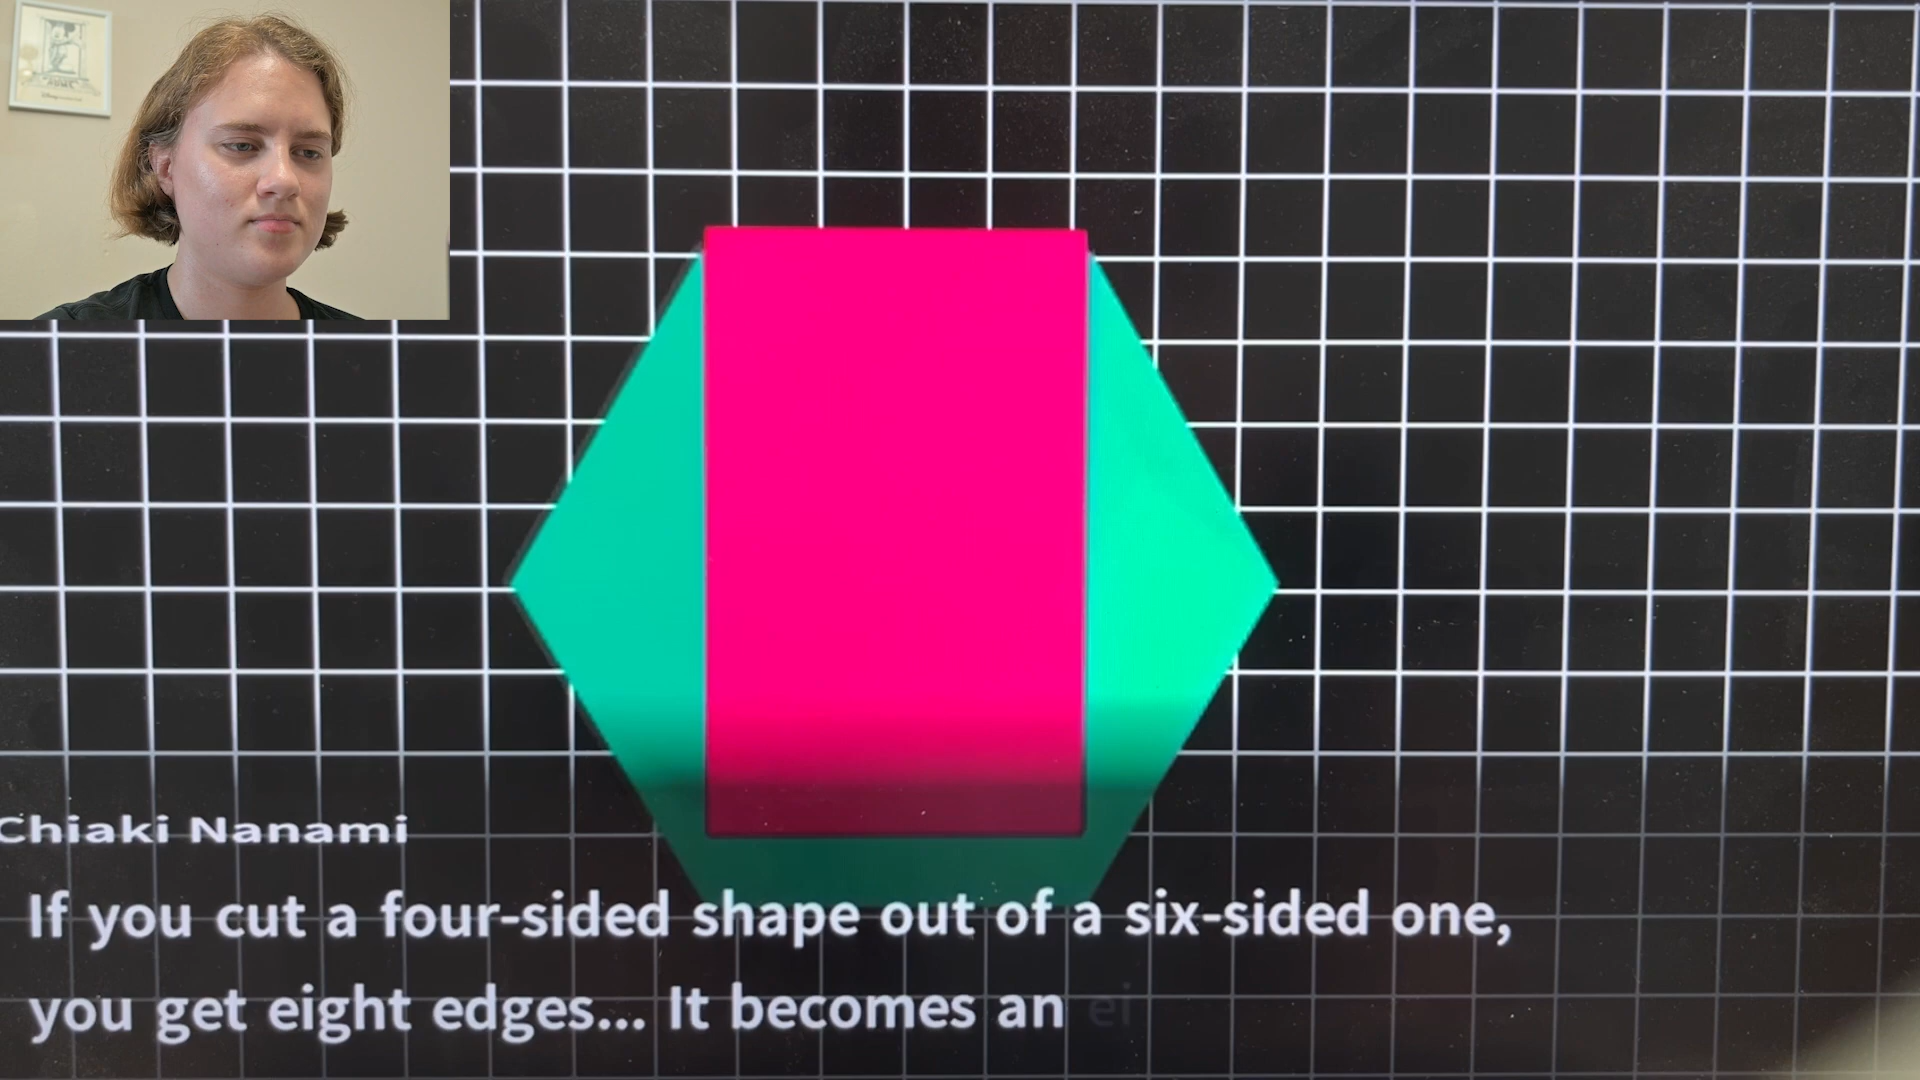 Chiaki Nanami
If you cut a four-sided shape out of a six-sided one,
you get eight edges... It becomes an ei